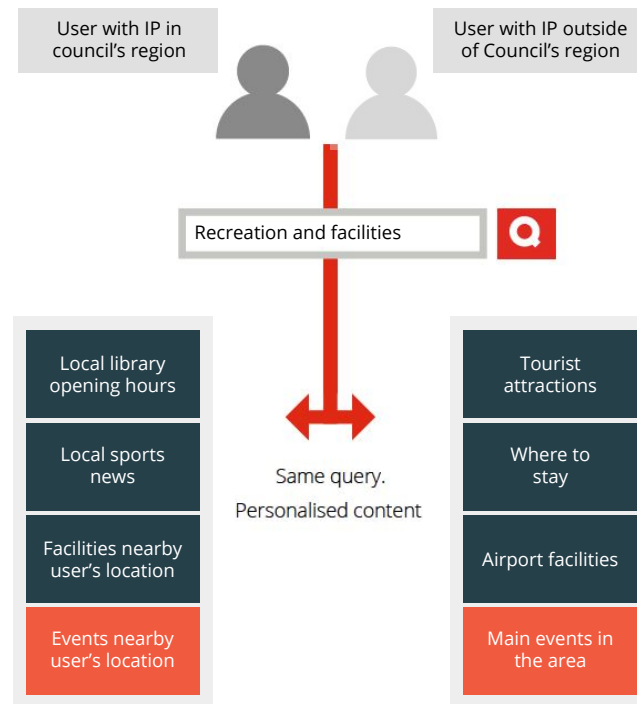 User with IP in
council's region
User with IP outside
of Council's region
Recreation and facilities
Local library
opening hours
Local sports
news
Facilities nearby
user's location
Events nearby
user's location
Same query.
Personalised content
Tourist
attractions
Where to
stay
Airport facilities
Main events in
the area